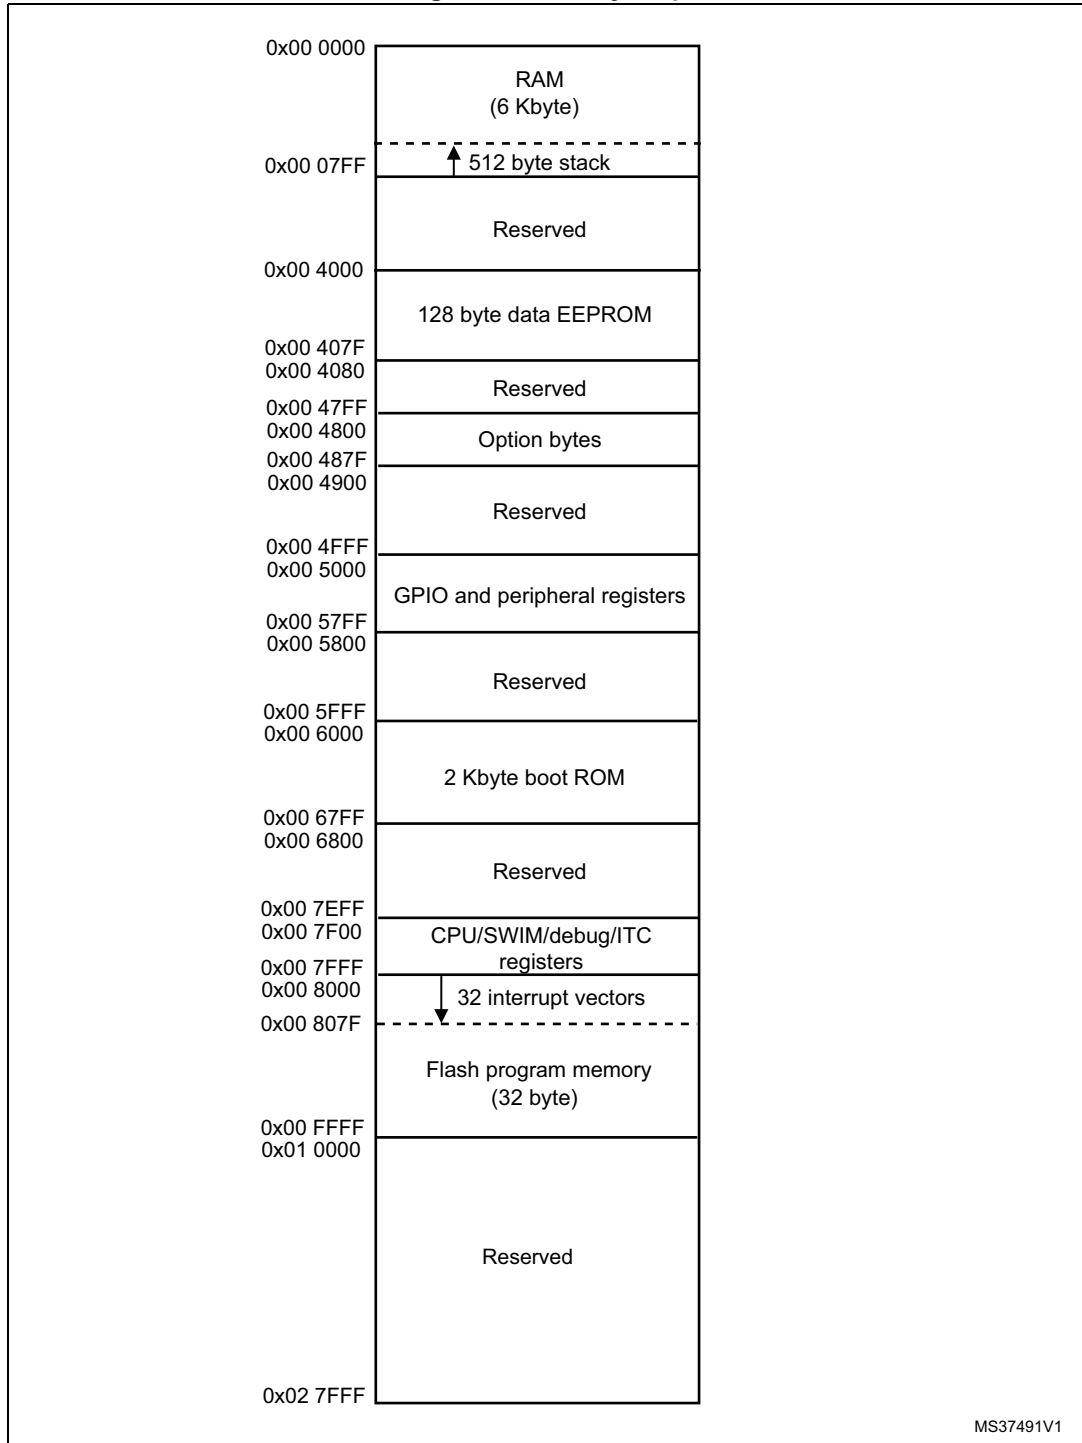 0x00 0000
RAM
(6 Kbyte)
0x00 07FF
512 byte stack
Reserved
0x00 4000
128 byte data EEPROM
0x00 407F
0x00 4080
Reserved
0x00 47FF
0x00 4800
Option bytes
0x00 487F
0x00 4900
Reserved
0x00 4FFF
0x00 5000
GPIO and peripheral registers
0x00 57FF
0x00 5800
Reserved
0x00 5FFF
0x00 6000
2 Kbyte boot ROM
0x00 67FF
0x00 6800
Reserved
0x00 7EFF
0x00 7F00
CPU/SWIM/debug/ITC
registers
0x00 7FFF
0x00 8000
32 interrupt vectors
0x00 807F
Flash program memory
(32 byte)
0x00 FFFF
0x01 0000
Reserved
0x02 7FFF
MS37491V1